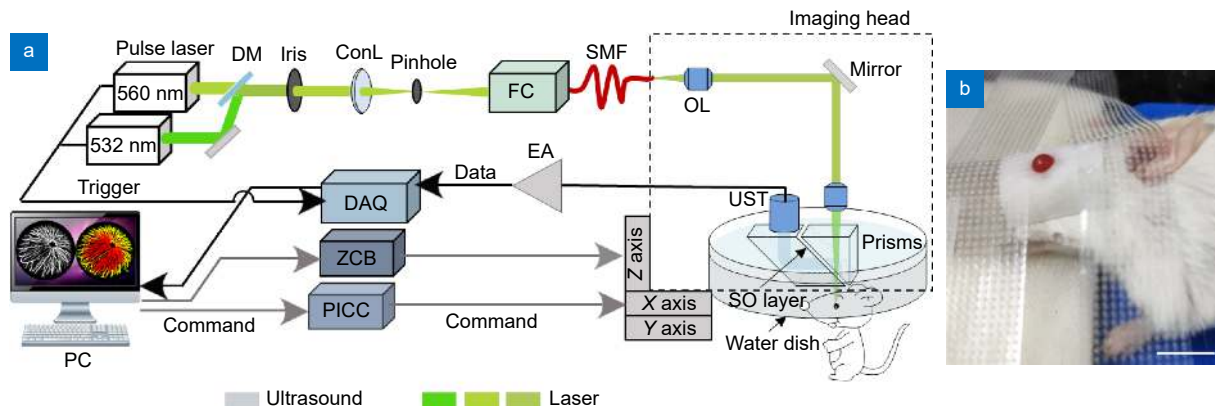 a
Imaging head
Pulse laser
DM
Iris
ConL
Pinhole
SMF
Mirror
560 nm
FC
OL
532 nm
EA
Data
Trigger
DAQ
UST
ZCB
Z axis
Prisms
PICC
X axis
SO layer
Command
Command
Y axis
Water dish
PC
Ultrasound
Laser
b